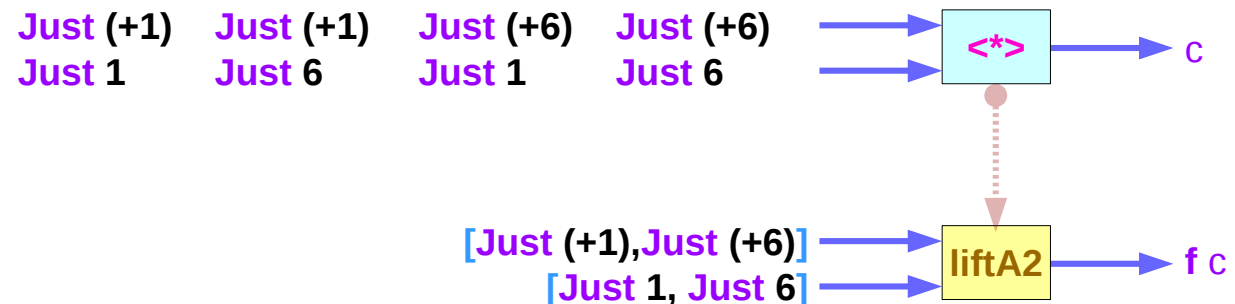 Just (+1) Just (+1) Just (+6) Just (+6)
Just 1 Just 6 Just 1 Just 6
<*>
c
[Just (+1),Just (+6)]
[Just 1, Just 6]
liftA2
f c